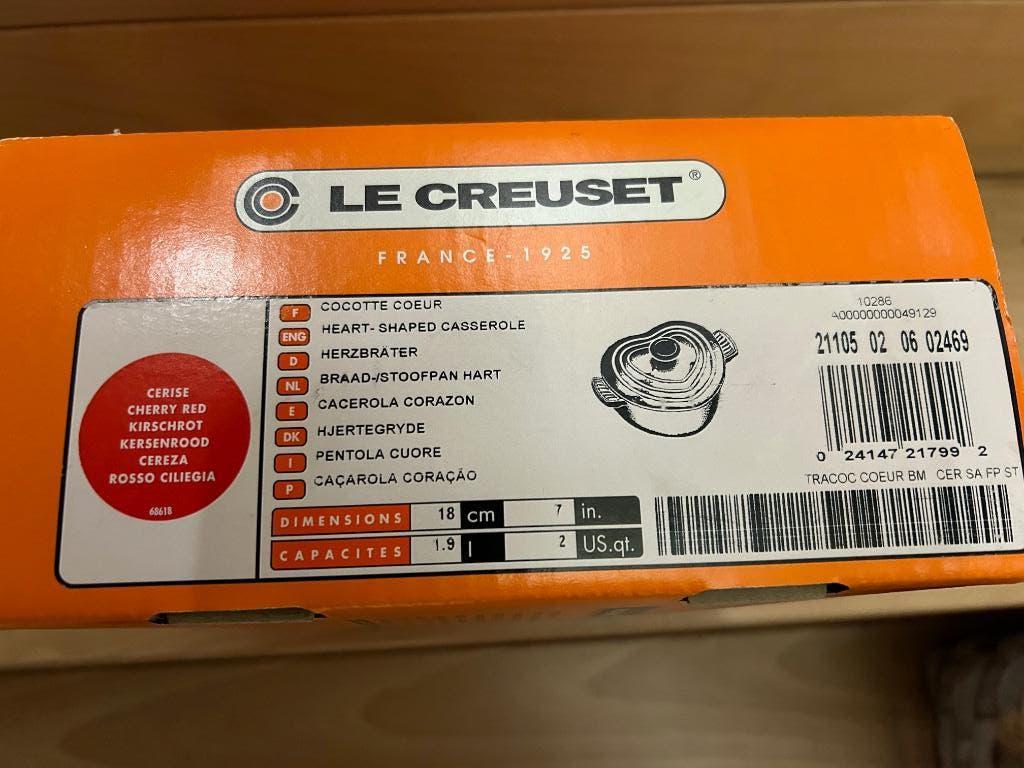 LE CREUSET®
FRANCE-1925
CERISE
CHERRY RED
KIRSCHROT
KERSENROOD
CEREZA
ROSSO CILIEGIA
68618
F COCOTTE COEUR
ENG HEART-SHAPED CASSEROLE
D HERZBRÄTER
NL BRAAD-/STOOFPAN HART
E CACEROLA CORAZON
DK HJERTEGRYDE
I PENTOLA CUORE
P CAÇAROLA CORAÇÃO
DIMENSIONS 18 cm 7 in.
CAPACITES 1.9 l 2 US.qt.
10286
A00000000049129
21105 02 06 02469
0 24147 21799 2
TRACOC COEUR BM CER SA FP ST